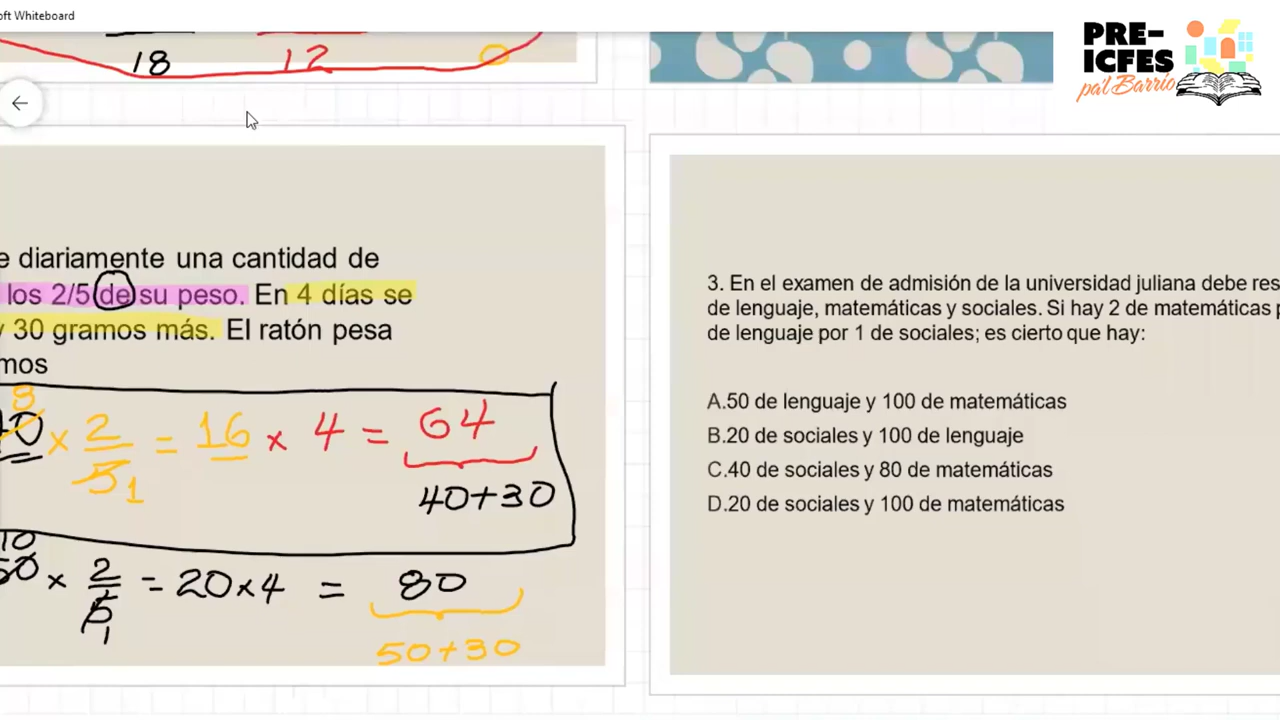 oft Whiteboard
PRE-
ICFES
pa'l Barrio
18 12 0
e diariamente una cantidad de
los 2/5 de su peso. En 4 días se
y 30 gramos más. El ratón pesa
mos
8
40 × 2/5 = 16 × 4 = 64
1
40+30
10
50 × 2/5 = 20×4 = 80
1
50+30
3. En el examen de admisión de la universidad juliana debe res
de lenguaje, matemáticas y sociales. Si hay 2 de matemáticas p
de lenguaje por 1 de sociales; es cierto que hay:
A.50 de lenguaje y 100 de matemáticas
B.20 de sociales y 100 de lenguaje
C.40 de sociales y 80 de matemáticas
D.20 de sociales y 100 de matemáticas